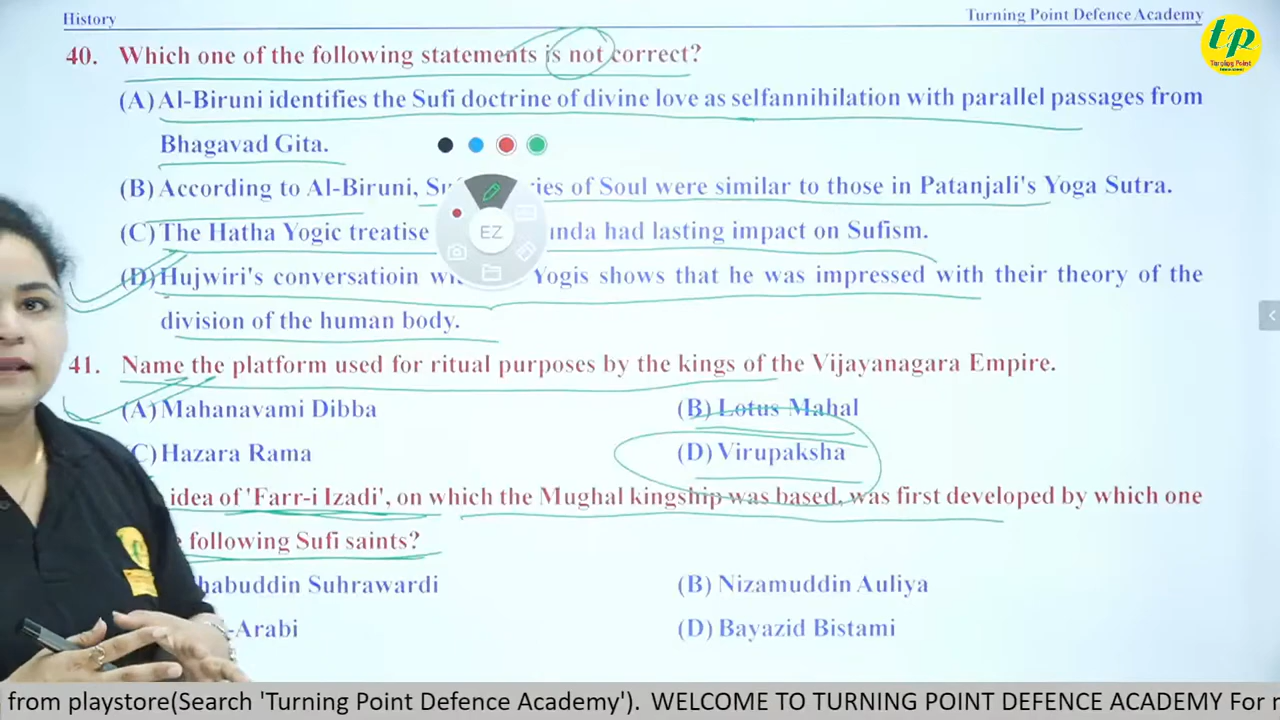 History
Turning Point Defence Academy
tp
Turning Point
40. Which one of the following statements is not correct?
(A) Al-Biruni identifies the Sufi doctrine of divine love as selfannihilation with parallel passages from
Bhagavad Gita.
(B) According to Al-Biruni, ies of Soul were similar to those in Patanjali's Yoga Sutra.
(C) The Hatha Yogic treatise nda had lasting impact on Sufism.
EZ
(D) Hujwiri's conversatioin Yogis shows that he was impressed with their theory of the
division of the human body.
41. Name the platform used for ritual purposes by the kings of the Vijayanagara Empire.
(A) Mahanavami Dibba (B) Lotus Mahal
C) Hazara Rama (D) Virupaksha
idea of 'Farr-i Izadi', on which the Mughal kingship was based, was first developed by which one
following Sufi saints?
habuddin Suhrawardi (B) Nizamuddin Auliya
-Arabi (D) Bayazid Bistami
from playstore(Search 'Turning Point Defence Academy'). WELCOME TO TURNING POINT DEFENCE ACADEMY For